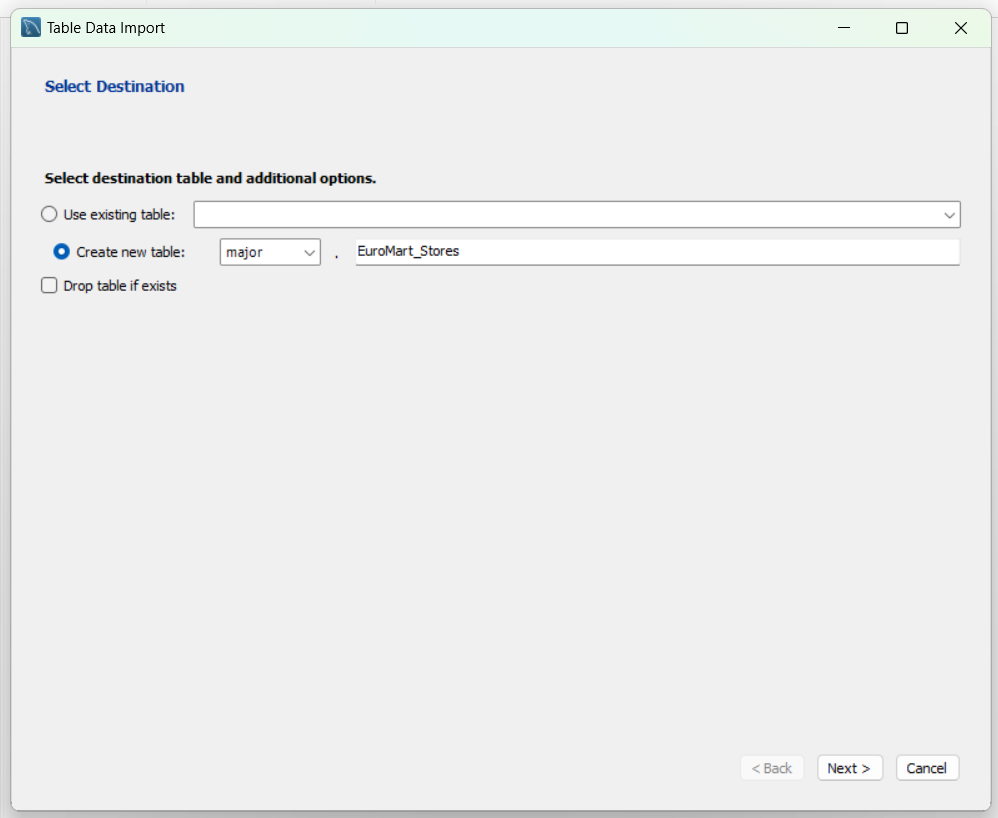 Table Data Import
Select Destination
Select destination table and additional options.
Use existing table:
Create new table: major . EuroMart_Stores
Drop table if exists
< Back Next > Cancel